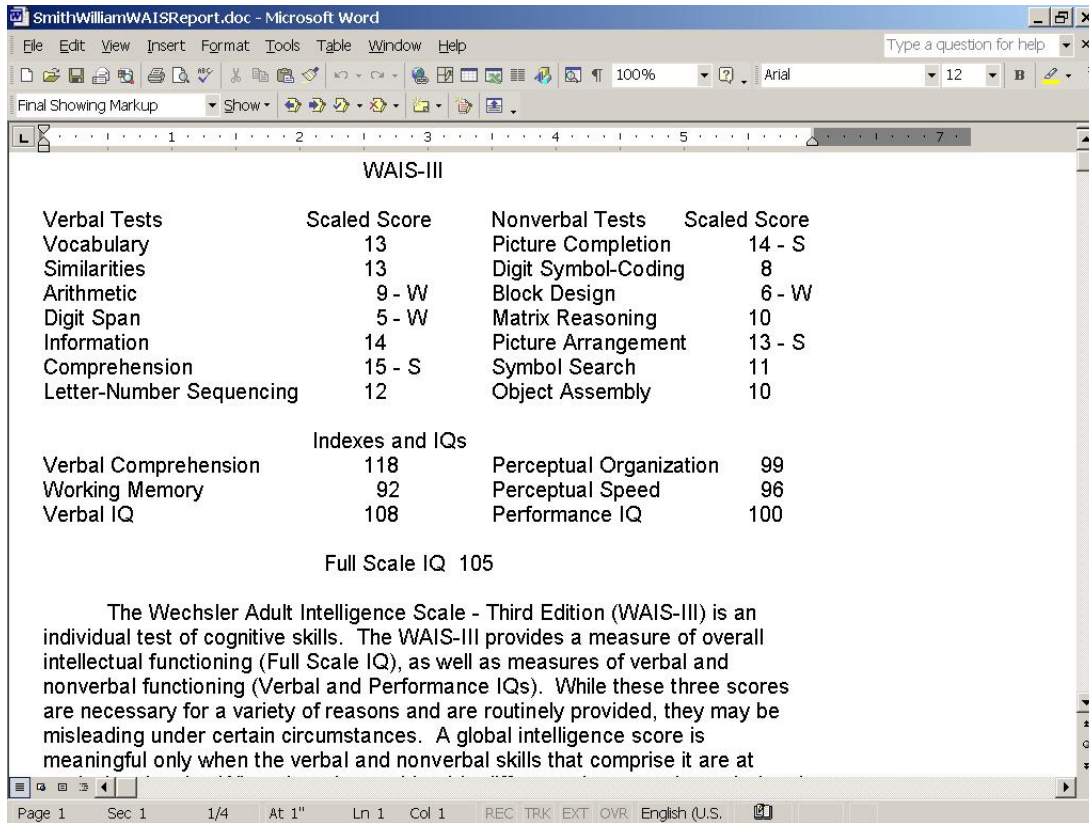 SmithWilliamWAISReport.doc - Microsoft Word
File Edit View Insert Format Tools Table Window Help Type a question for help
100% Arial 12 B
Final Showing Markup Show
1 2 3 4 5 7
WAIS-III
Verbal Tests Scaled Score Nonverbal Tests Scaled Score
Vocabulary 13 Picture Completion 14 - S
Similarities 13 Digit Symbol-Coding 8
Arithmetic 9 - W Block Design 6 - W
Digit Span 5 - W Matrix Reasoning 10
Information 14 Picture Arrangement 13 - S
Comprehension 15 - S Symbol Search 11
Letter-Number Sequencing 12 Object Assembly 10
Indexes and IQs
Verbal Comprehension 118 Perceptual Organization 99
Working Memory 92 Perceptual Speed 96
Verbal IQ 108 Performance IQ 100
Full Scale IQ 105
The Wechsler Adult Intelligence Scale - Third Edition (WAIS-III) is an
individual test of cognitive skills. The WAIS-III provides a measure of overall
intellectual functioning (Full Scale IQ), as well as measures of verbal and
nonverbal functioning (Verbal and Performance IQs). While these three scores
are necessary for a variety of reasons and are routinely provided, they may be
misleading under certain circumstances. A global intelligence score is
meaningful only when the verbal and nonverbal skills that comprise it are at
Page 1 Sec 1 1/4 At 1" Ln 1 Col 1 REC TRK EXT OVR English (U.S.